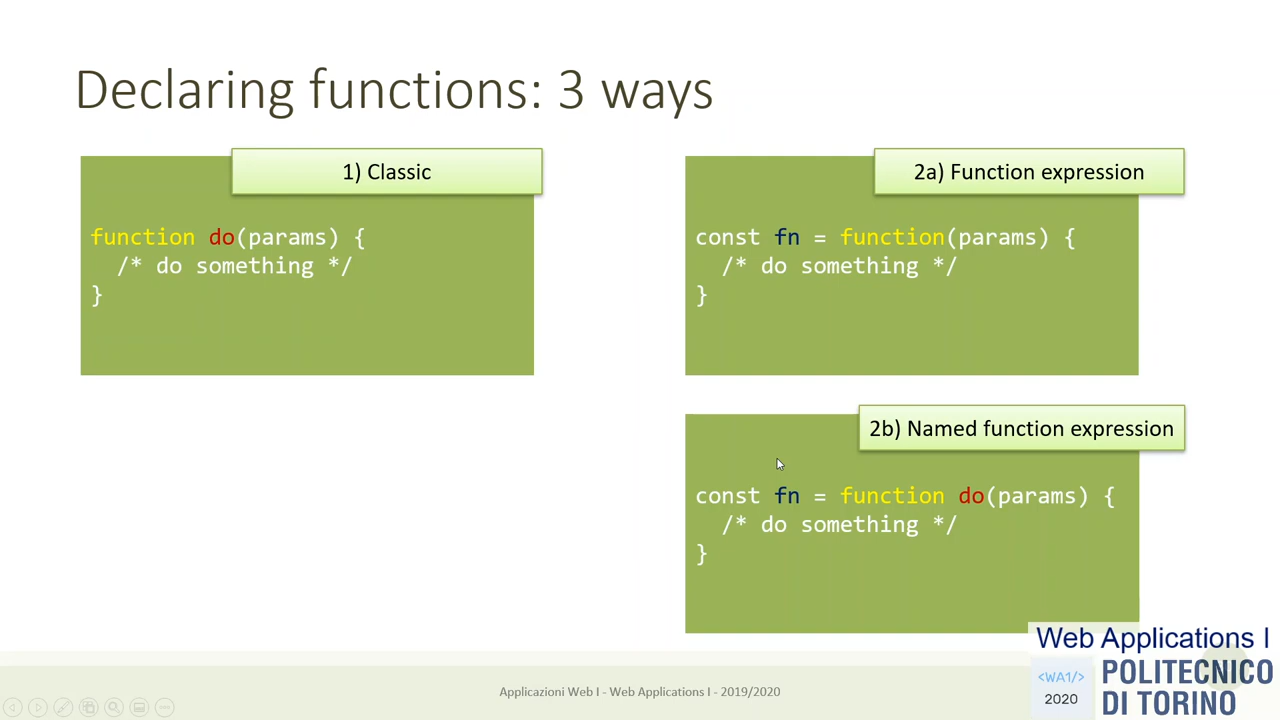 Declaring functions: 3 ways
1) Classic
function do(params) {
/* do something */
}
2a) Function expression
const fn = function(params) {
/* do something */
}
2b) Named function expression
const fn = function do(params) {
/* do something */
}
Applicazioni Web I - Web Applications I - 2019/2020
Web Applications I
<WA1/>
2020
POLITECNICO
DI TORINO